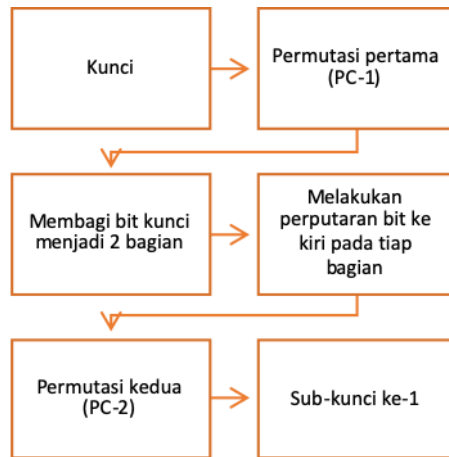 Kunci
Permutasi pertama
(PC-1)
Membagi bit kunci
menjadi 2 bagian
Melakukan
perputaran bit ke
kiri pada tiap
bagian
Permutasi kedua
(PC-2)
Sub-kunci ke-1